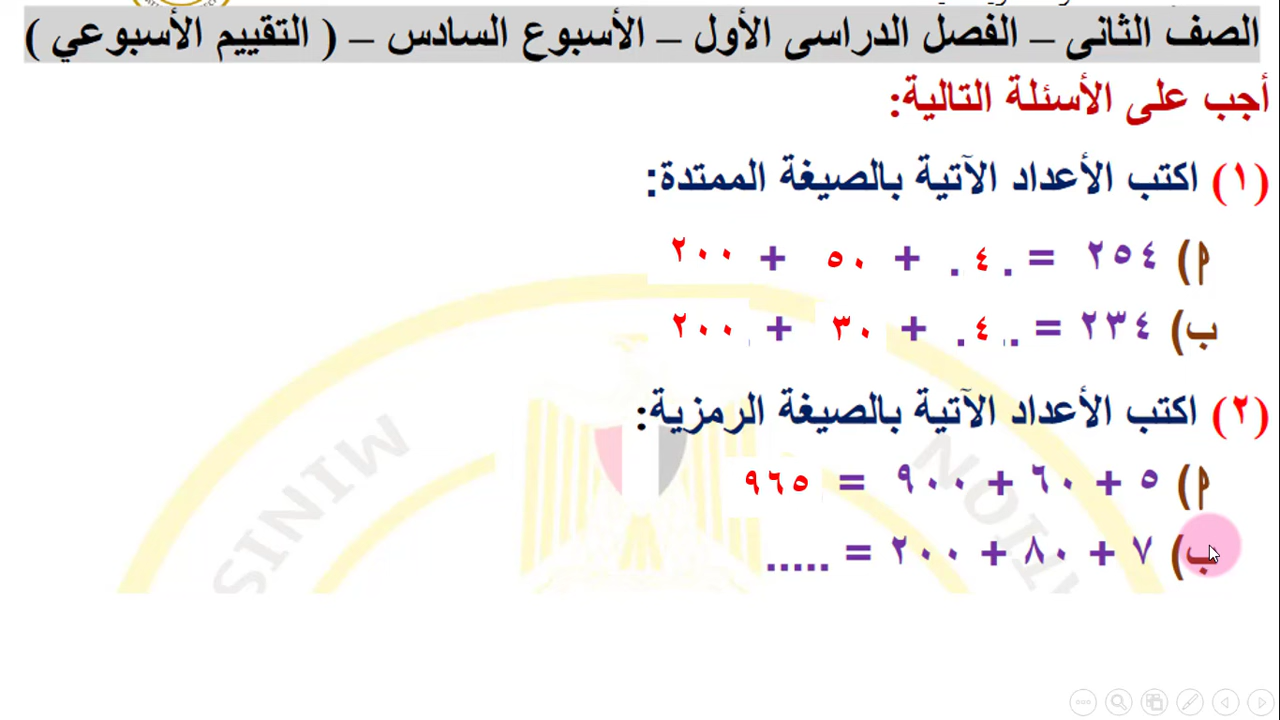 الصف الثانى – الفصل الدراسى الأول – الأسبوع السادس – ( التقييم الأسبوعي )
أجب على الأسئلة التالية:
(١) اكتب الأعداد الآتية بالصيغة الممتدة:
أ) ٢٥٤ = .٤. + ٥٠ + ٢٠٠
ب) ٢٣٤ = ..٤. + ٣٠ + ٢٠٠
(٢) اكتب الأعداد الآتية بالصيغة الرمزية:
أ) ٥ + ٦٠ + ٩٠٠ = ٩٦٥
ب) ٧ + ٨٠ + ٢٠٠ = .....
MINIS
TION